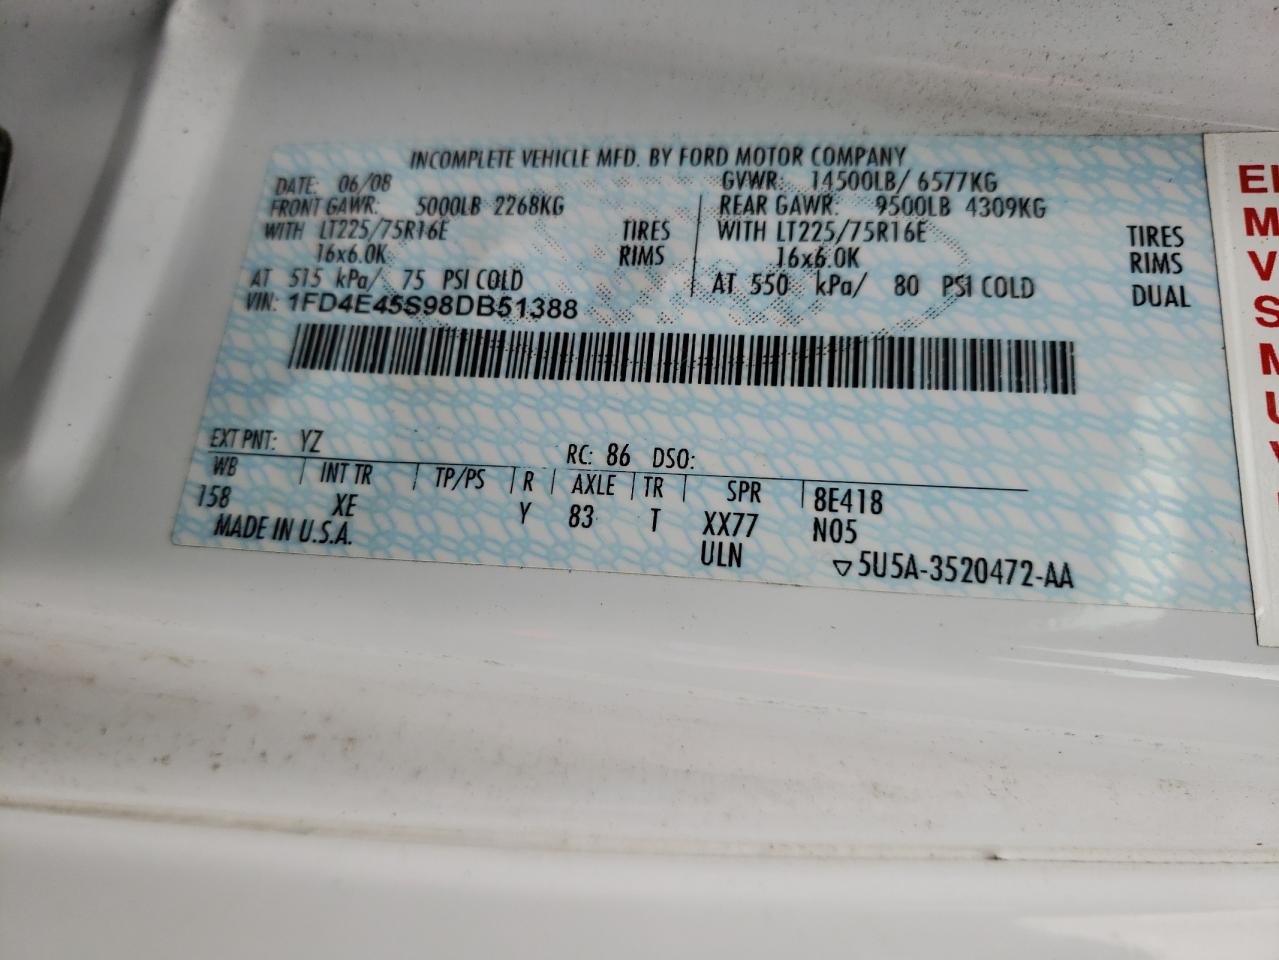 INCOMPLETE VEHICLE MFD. BY FORD MOTOR COMPANY
DATE: 06/08 GVWR: 14500LB/ 6577KG
FRONT GAWR: 5000LB 2268KG REAR GAWR: 9500LB 4309KG
WITH LT225/75R16E TIRES WITH LT225/75R16E TIRES
16x6.0K RIMS 16x6.0K RIMS
AT 515 kPa/ 75 PSI COLD AT 550 kPa/ 80 PSI COLD DUAL
VIN: 1FD4E45S98DB51388
EXT PNT: YZ RC: 86 DSO:
WB INT TR TP/PS R AXLE TR SPR 8E418
158 XE Y 83 T XX77 N05
MADE IN U.S.A. ULN ▽5U5A-3520472-AA